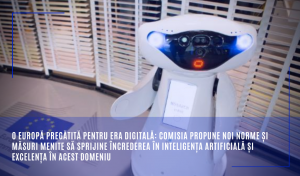 O EUROPĂ PREGĂTITĂ PENTRU ERA DIGITALĂ: COMISIA PROPUNE NOI NORME ȘI
MĂSURI MENITE SĂ SPRIJINE ÎNCREDEREA ÎN INTELIGENȚA ARTIFICIALĂ ȘI
EXCELENȚA ÎN ACEST DOMENIU